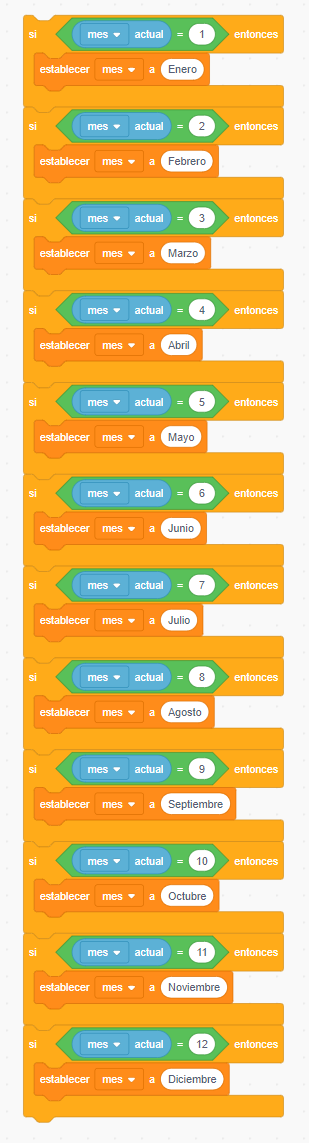 si mes actual = 1 entonces
establecer mes a Enero
si mes actual = 2 entonces
establecer mes a Febrero
si mes actual = 3 entonces
establecer mes a Marzo
si mes actual = 4 entonces
establecer mes a Abril
si mes actual = 5 entonces
establecer mes a Mayo
si mes actual = 6 entonces
establecer mes a Junio
si mes actual = 7 entonces
establecer mes a Julio
si mes actual = 8 entonces
establecer mes a Agosto
si mes actual = 9 entonces
establecer mes a Septiembre
si mes actual = 10 entonces
establecer mes a Octubre
si mes actual = 11 entonces
establecer mes a Noviembre
si mes actual = 12 entonces
establecer mes a Diciembre